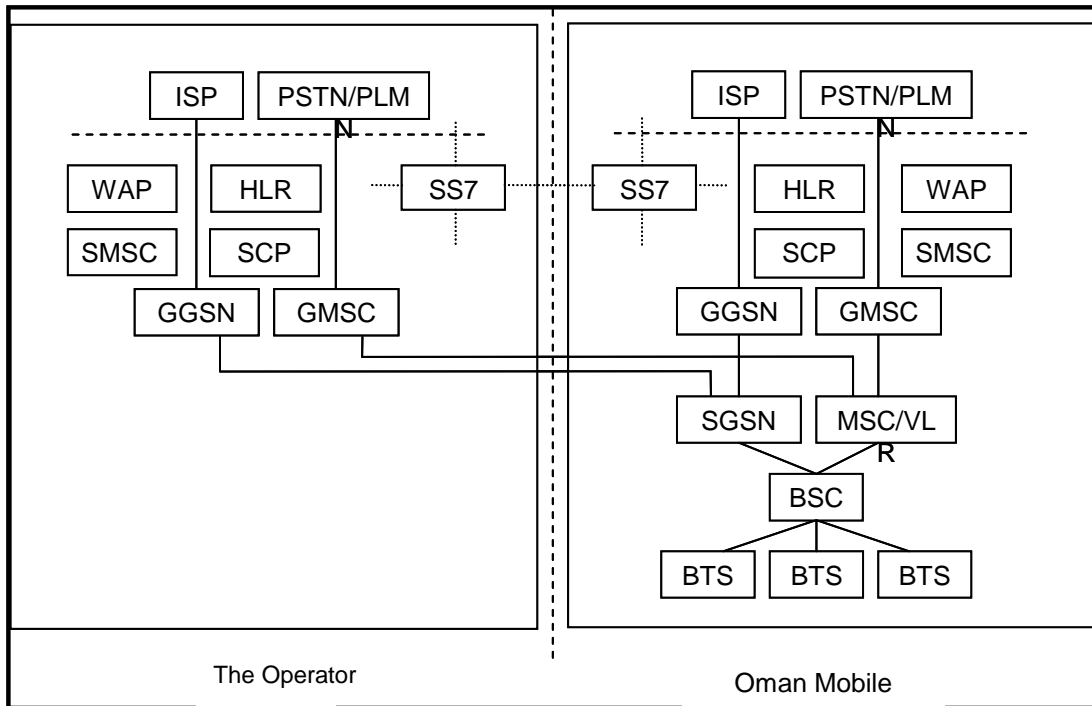 ISP
PSTN/PLM
N
WAP
HLR
SS7
SMSC
SCP
GGSN
GMSC
The Operator
ISP
PSTN/PLM
N
SS7
HLR
WAP
SCP
SMSC
GGSN
GMSC
SGSN
MSC/VL
R
BSC
BTS
BTS
BTS
Oman Mobile